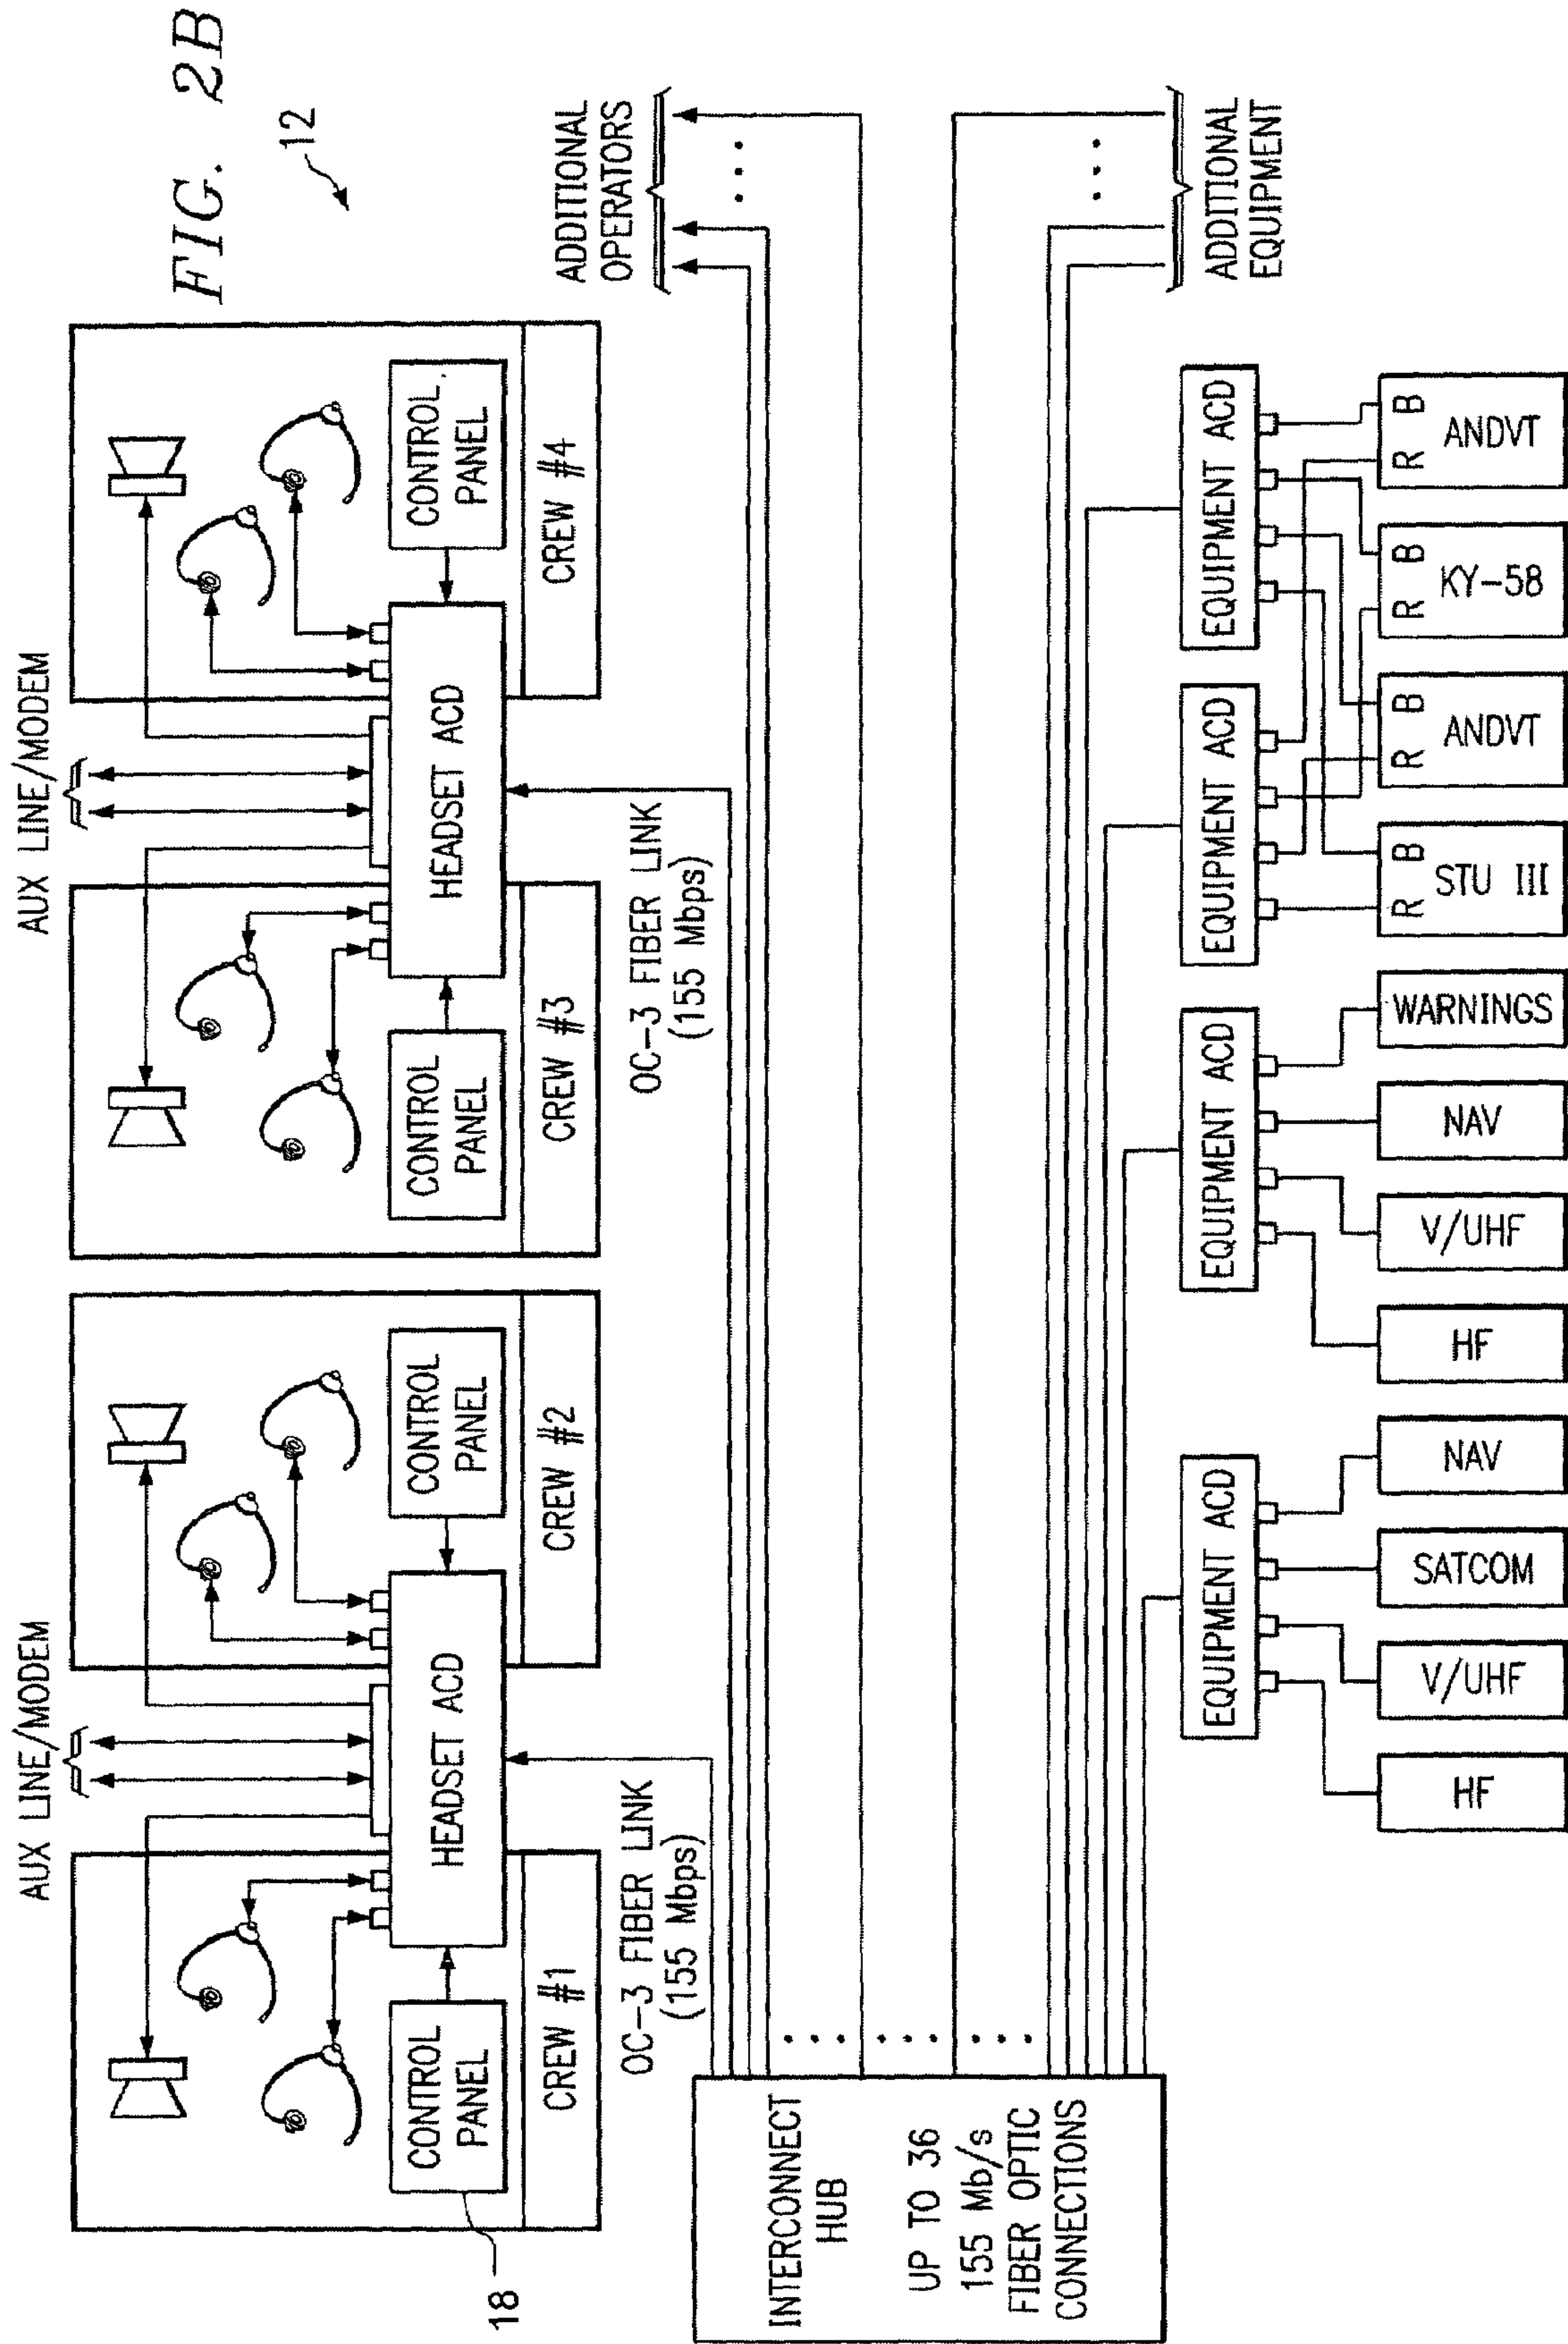 FIG. 2B
12
AUX LINE/MODEM
AUX LINE/MODEM
CONTROL
PANEL
HEADSET ACD
CONTROL
PANEL
CREW #1
CREW #2
CONTROL
PANEL
HEADSET ACD
CONTROL
PANEL
CREW #3
CREW #4
18
OC-3 FIBER LINK
(155 Mbps)
OC-3 FIBER LINK
(155 Mbps)
ADDITIONAL
OPERATORS
INTERCONNECT
HUB
UP TO 36
155 Mb/s
FIBER OPTIC
CONNECTIONS
ADDITIONAL
EQUIPMENT
EQUIPMENT ACD
EQUIPMENT ACD
EQUIPMENT ACD
EQUIPMENT ACD
HF
V/UHF
SATCOM
NAV
HF
V/UHF
NAV
WARNINGS
R B
STU III
R B
ANDVT
R B
KY-58
R B
ANDVT